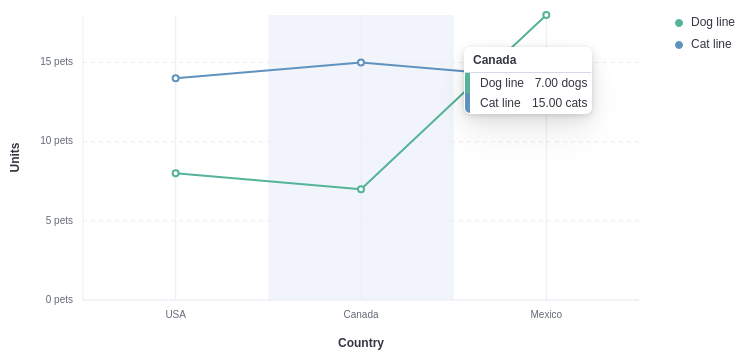 Dog line
Cat line
15 pets
10 pets
5 pets
0 pets
Units
Canada
Dog line 7.00 dogs
Cat line 15.00 cats
USA Canada Mexico
Country